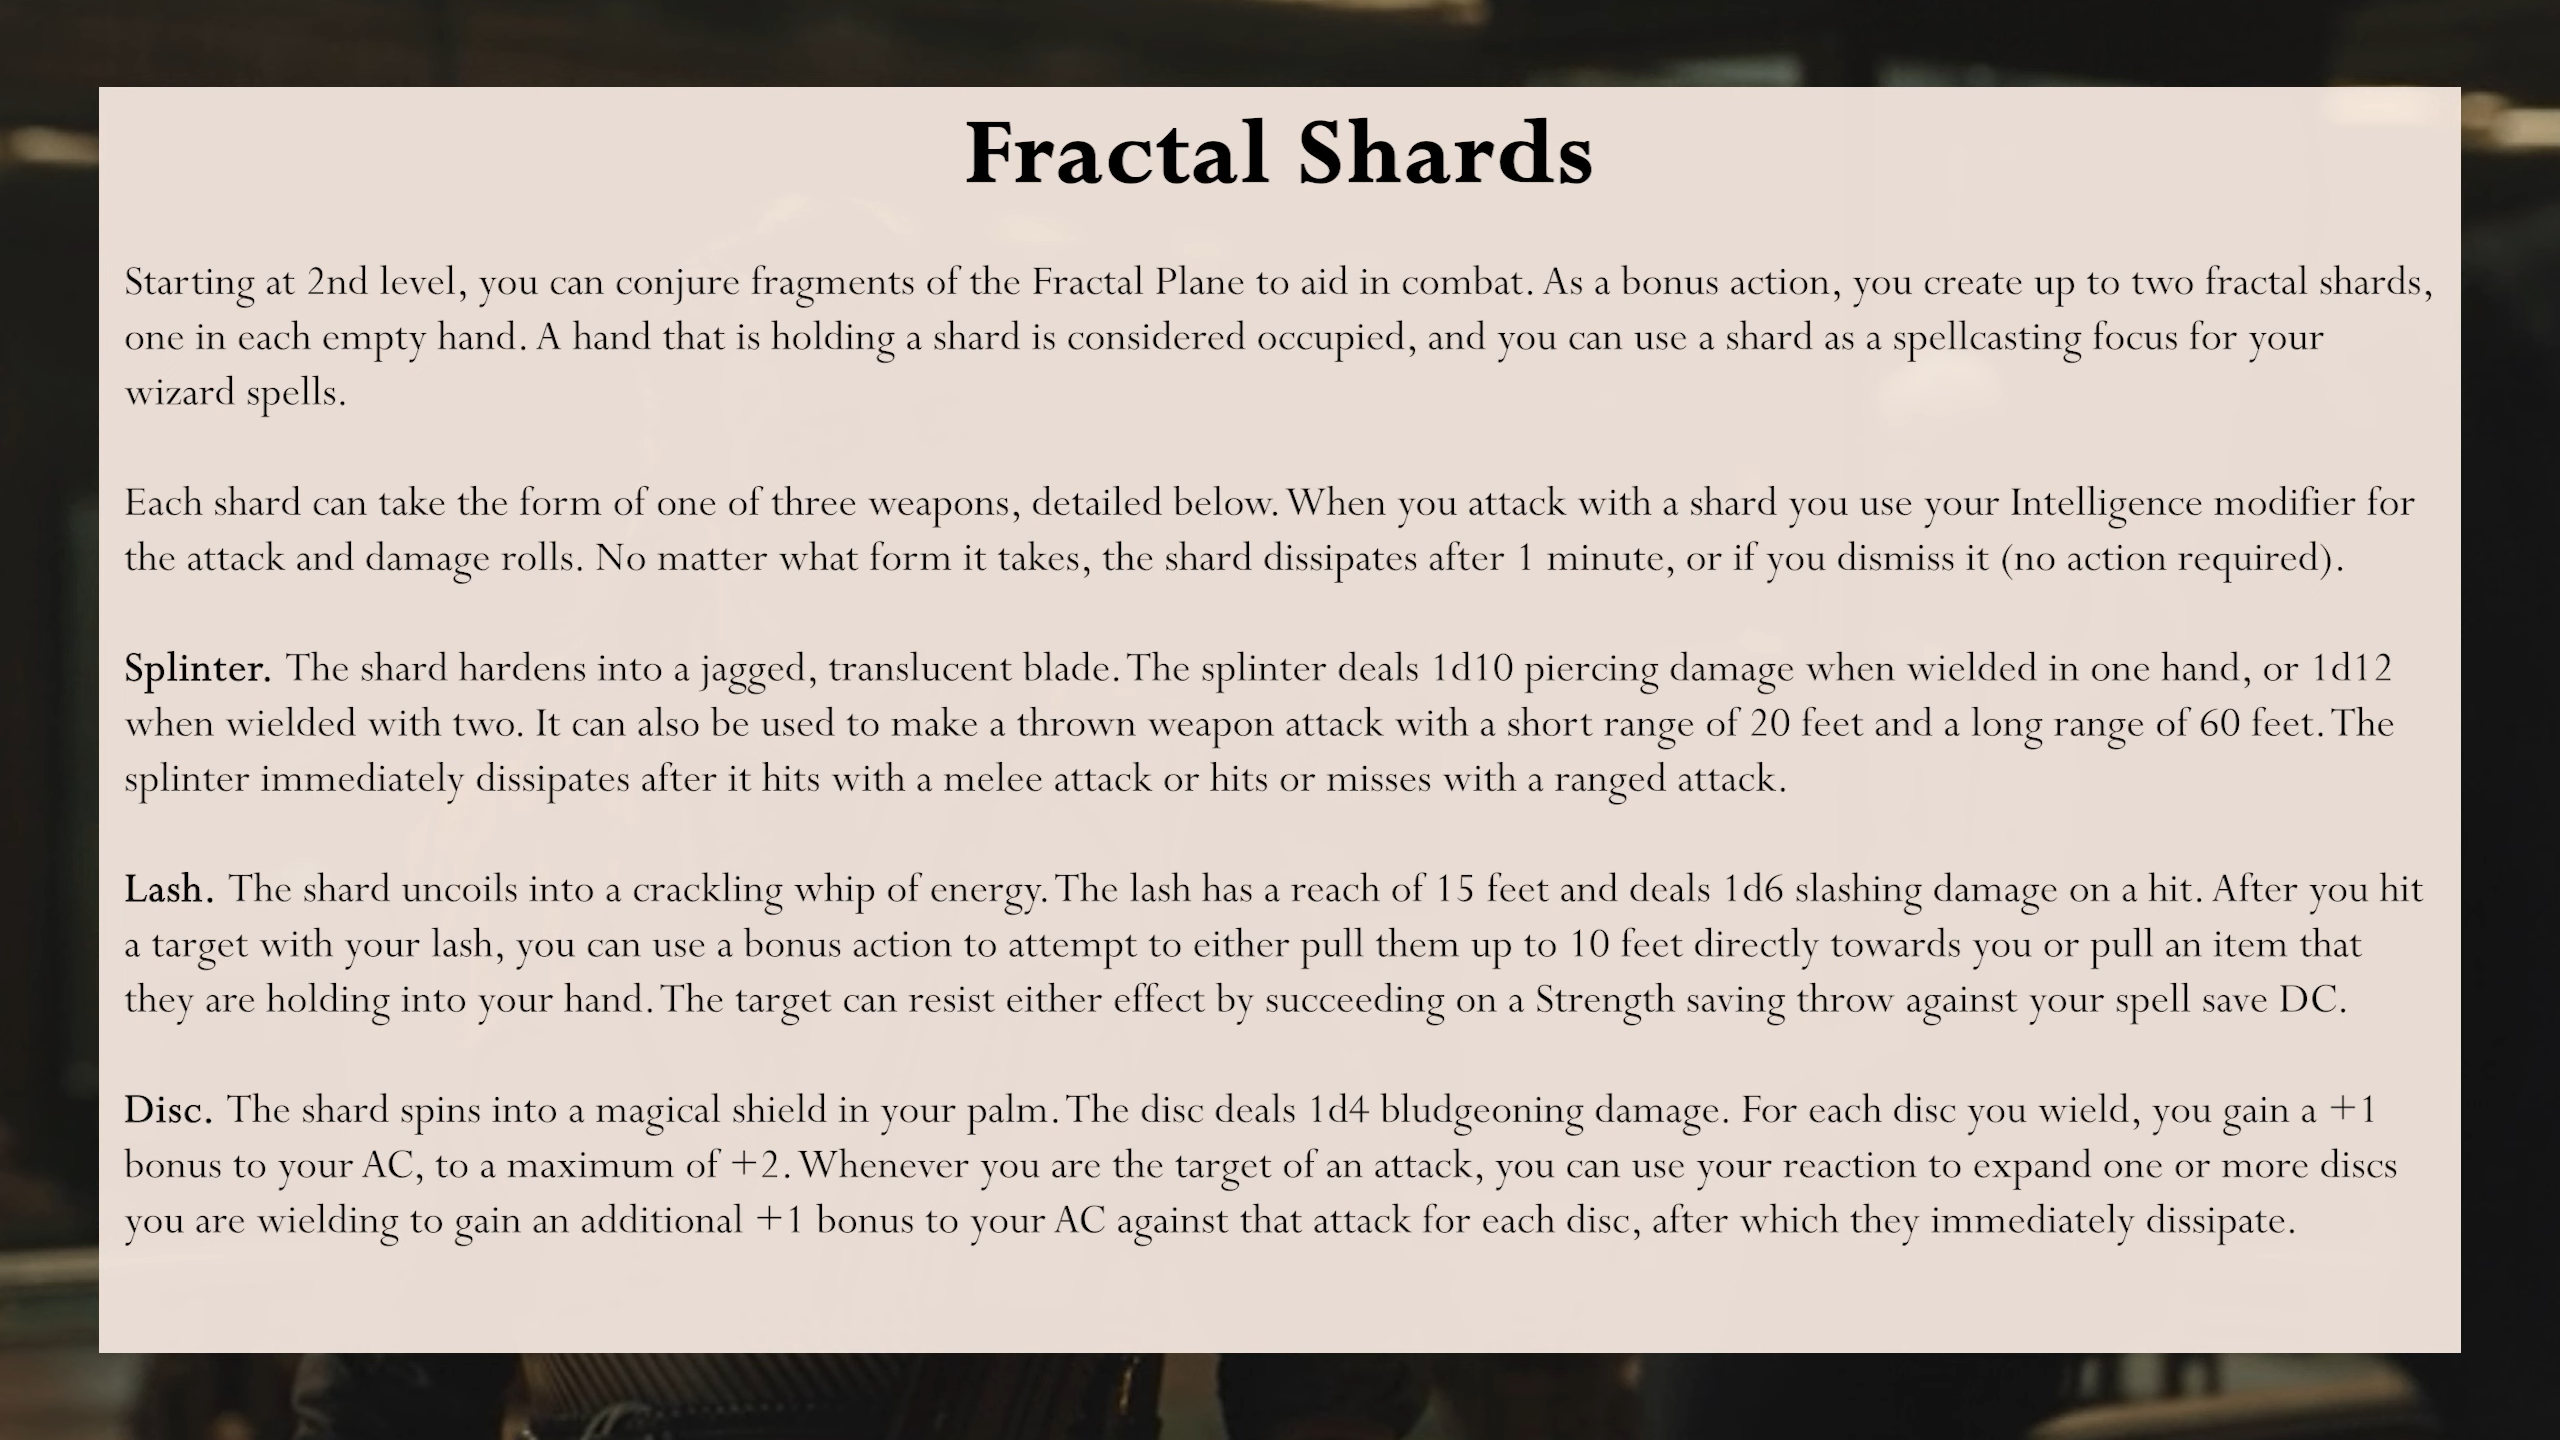 Fractal Shards
Starting at 2nd level, you can conjure fragments of the Fractal Plane to aid in combat. As a bonus action, you create up to two fractal shards,
one in each empty hand. A hand that is holding a shard is considered occupied, and you can use a shard as a spellcasting focus for your
wizard spells.
Each shard can take the form of one of three weapons, detailed below. When you attack with a shard you use your Intelligence modifier for
the attack and damage rolls. No matter what form it takes, the shard dissipates after 1 minute, or if you dismiss it (no action required).
Splinter. The shard hardens into a jagged, translucent blade. The splinter deals 1d10 piercing damage when wielded in one hand, or 1d12
when wielded with two. It can also be used to make a thrown weapon attack with a short range of 20 feet and a long range of 60 feet. The
splinter immediately dissipates after it hits with a melee attack or hits or misses with a ranged attack.
Lash. The shard uncoils into a crackling whip of energy. The lash has a reach of 15 feet and deals 1d6 slashing damage on a hit. After you hit
a target with your lash, you can use a bonus action to attempt to either pull them up to 10 feet directly towards you or pull an item that
they are holding into your hand. The target can resist either effect by succeeding on a Strength saving throw against your spell save DC.
Disc. The shard spins into a magical shield in your palm. The disc deals 1d4 bludgeoning damage. For each disc you wield, you gain a +1
bonus to your AC, to a maximum of +2. Whenever you are the target of an attack, you can use your reaction to expand one or more discs
you are wielding to gain an additional +1 bonus to your AC against that attack for each disc, after which they immediately dissipate.